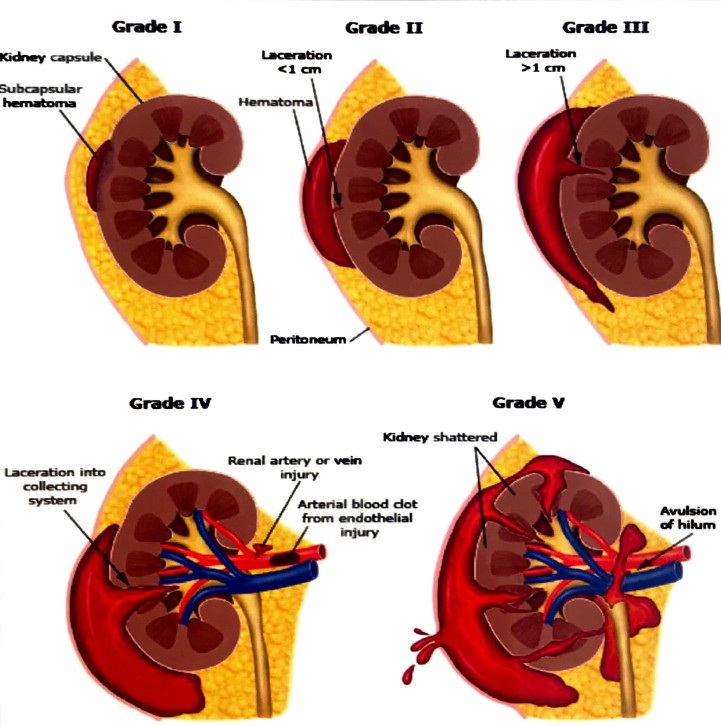 Grade I
Kidney capsule
Subcapsular
hematoma
Grade II
Laceration
<1 cm
Hematoma
Peritoneum
Grade III
Laceration
>1 cm
Grade IV
Laceration into
collecting
system
Renal artery or vein
injury
Arterial blood clot
from endothelial
injury
Grade V
Kidney shattered
Avulsion
of hilum